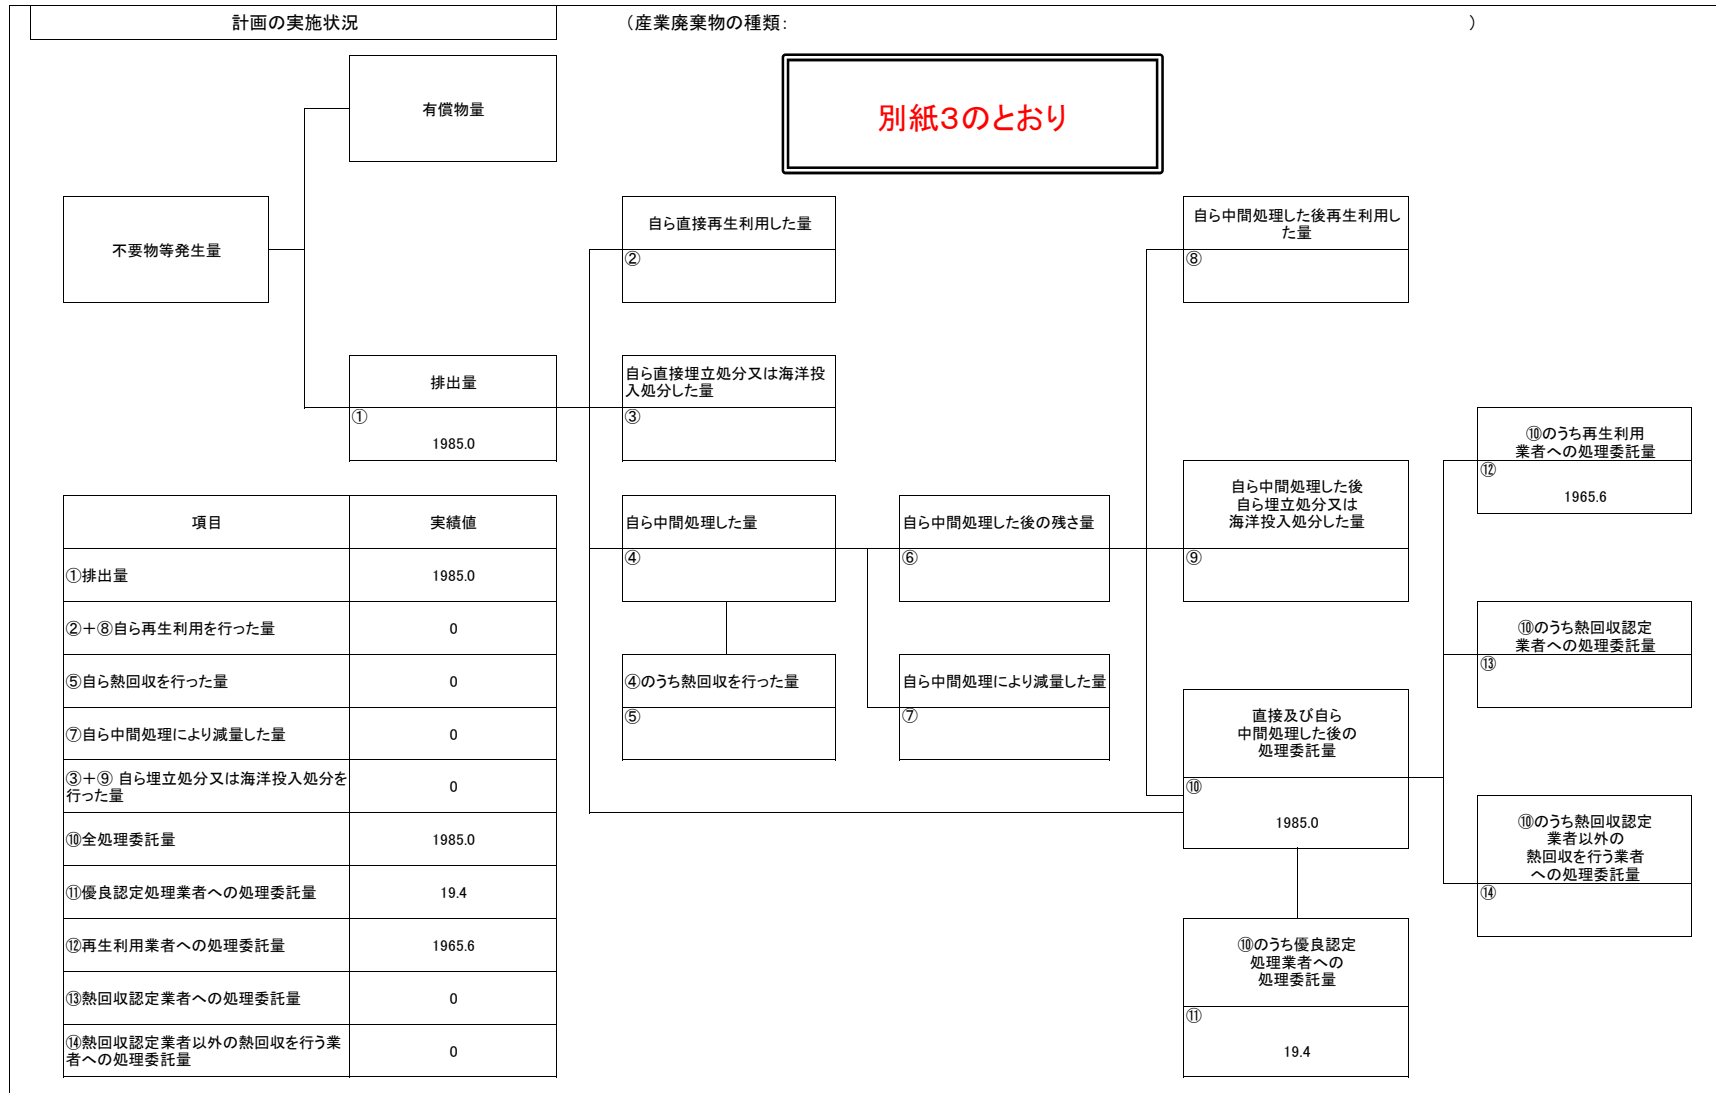 計画の実施状況
（産業廃棄物の種類：　　　　　　　　　　）
有償物量
別紙３のとおり
不要物等発生量
自ら直接再生利用した量
②
自ら中間処理した後再生利用し
た量
⑧
排出量
①
1985.0
自ら直接埋立処分又は海洋投
入処分した量
③
⑩のうち再生利用
業者への処理委託量
⑫
1965.6
項目
実績値
①排出量
1985.0
②＋⑧自ら再生利用を行った量
0
⑤自ら熱回収を行った量
0
⑦自ら中間処理により減量した量
0
③＋⑨ 自ら埋立処分又は海洋投入処分を
行った量
0
⑩全処理委託量
1985.0
⑪優良認定処理業者への処理委託量
19.4
⑫再生利用業者への処理委託量
1965.6
⑬熱回収認定業者への処理委託量
0
⑭熱回収認定業者以外の熱回収を行う業
者への処理委託量
0
自ら中間処理した量
④
自ら中間処理した後の残さ量
⑥
自ら中間処理した後
自ら埋立処分又は
海洋投入処分した量
⑨
④のうち熱回収を行った量
⑤
自ら中間処理により減量した量
⑦
⑩のうち熱回収認定
業者への処理委託量
⑬
直接及び自ら
中間処理した後の
処理委託量
⑩
1985.0
⑩のうち熱回収認定
業者以外の
熱回収を行う業者
への処理委託量
⑭
⑩のうち優良認定
処理業者への
処理委託量
⑪
19.4